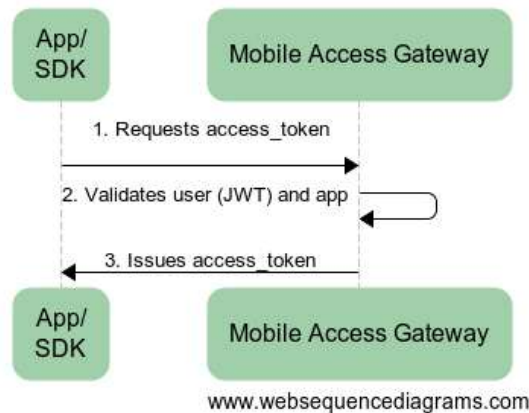 App/
SDK
Mobile Access Gateway
1. Requests access_token
2. Validates user (JWT) and app
3. Issues access_token
App/
SDK
Mobile Access Gateway
www.websequencediagrams.com